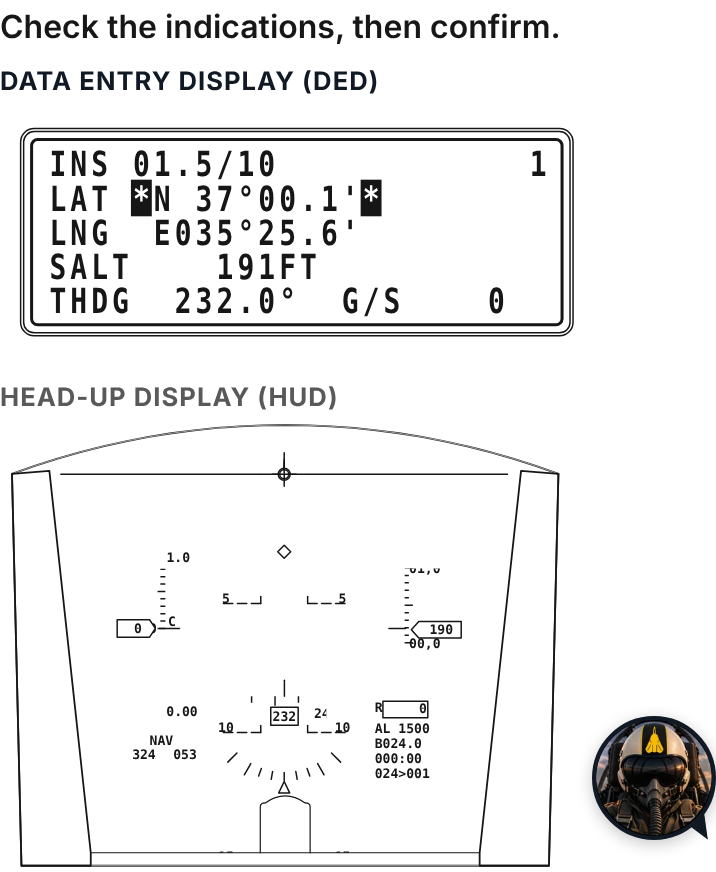 Check the indications, then confirm.
DATA ENTRY DISPLAY (DED)
INS 01.5/10 1
LAT *N 37°00.1'*
LNG E035°25.6'
SALT 191FT
THDG 232.0° G/S 0
HEAD-UP DISPLAY (HUD)
1.0
5 5
C
0 190
00,0
0.00 232 R 0
10 10
AL 1500
NAV B024.0
324 053 000:00
024>001